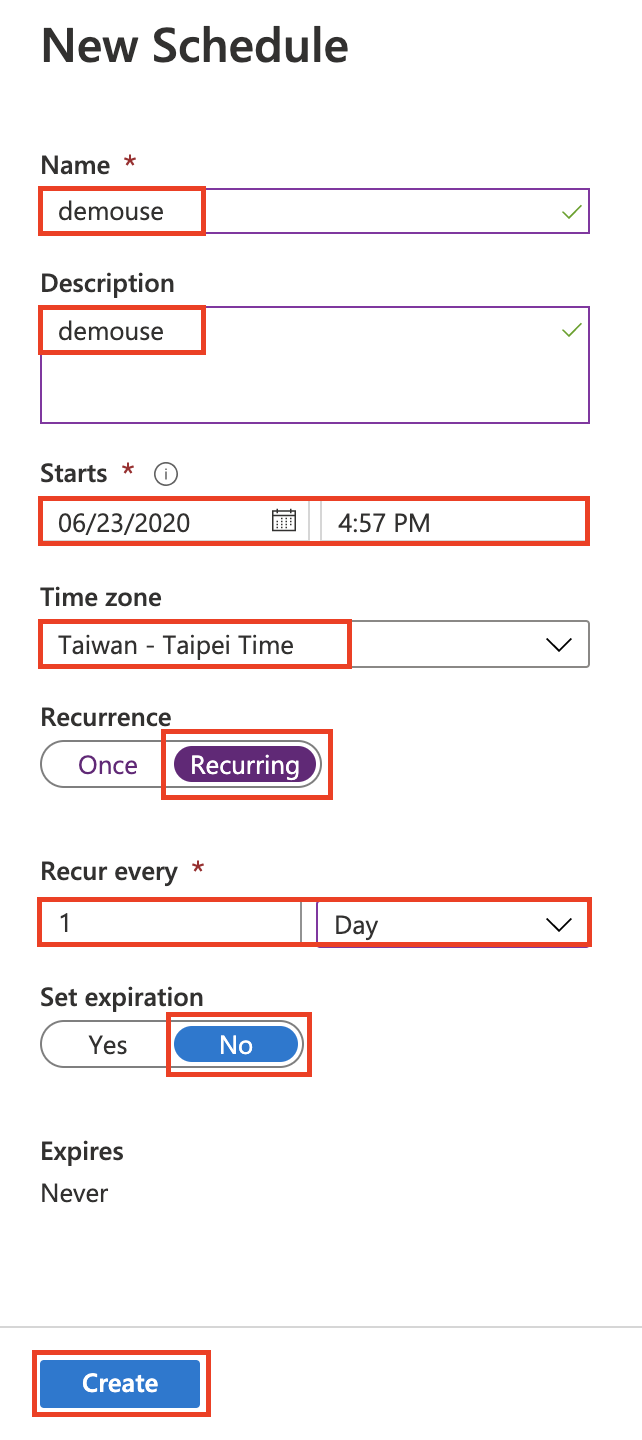 New Schedule
Name *
demouse
Description
demouse
Starts *
06/23/2020 4:57 PM
Time zone
Taiwan - Taipei Time
Recurrence
Once Recurring
Recur every *
1 Day
Set expiration
Yes No
Expires
Never
Create